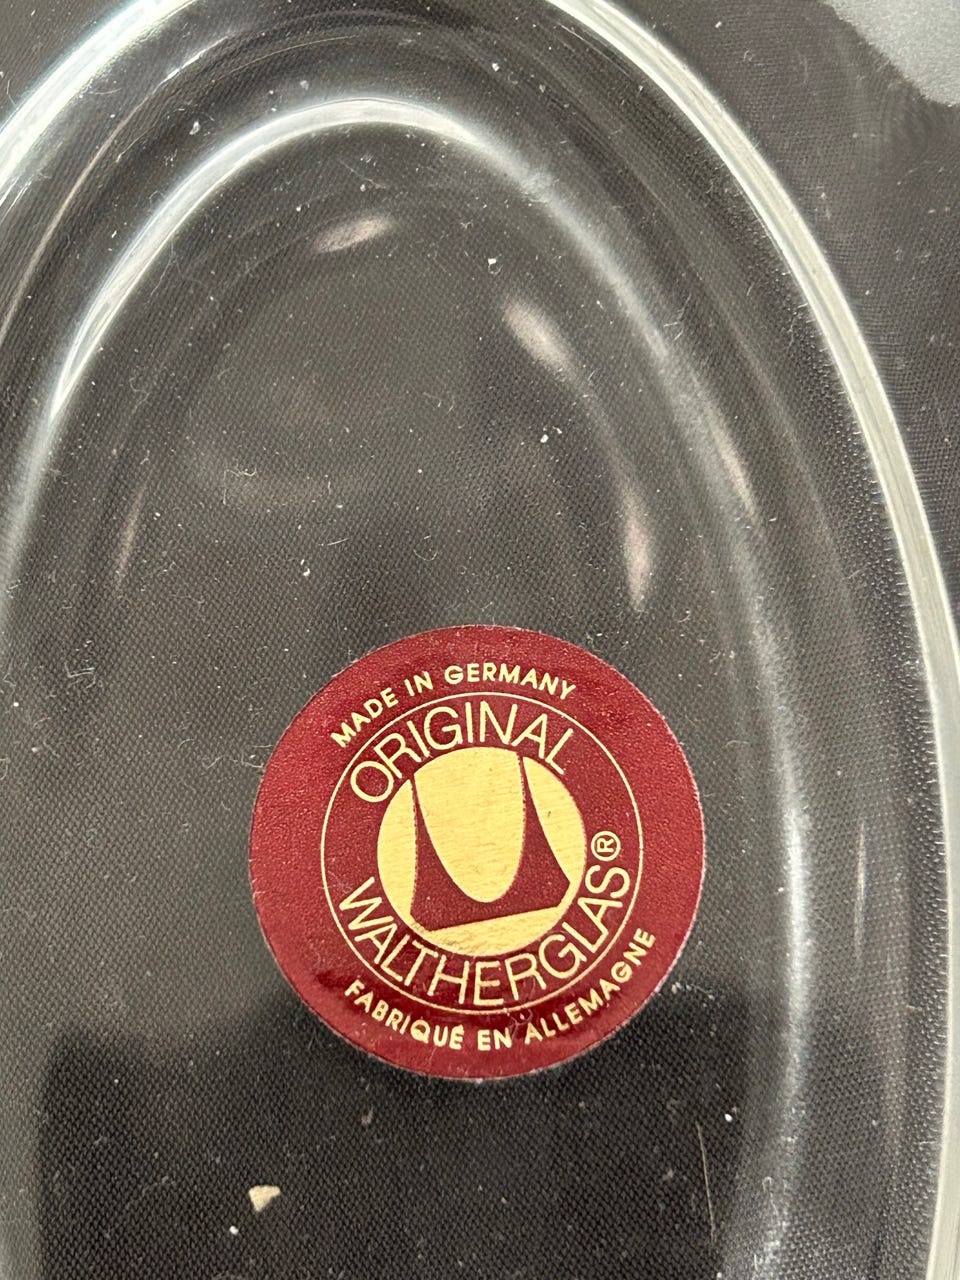 MADE IN GERMANY
ORIGINAL
WALTHERGLAS®
FABRIQUÉ EN ALLEMAGNE